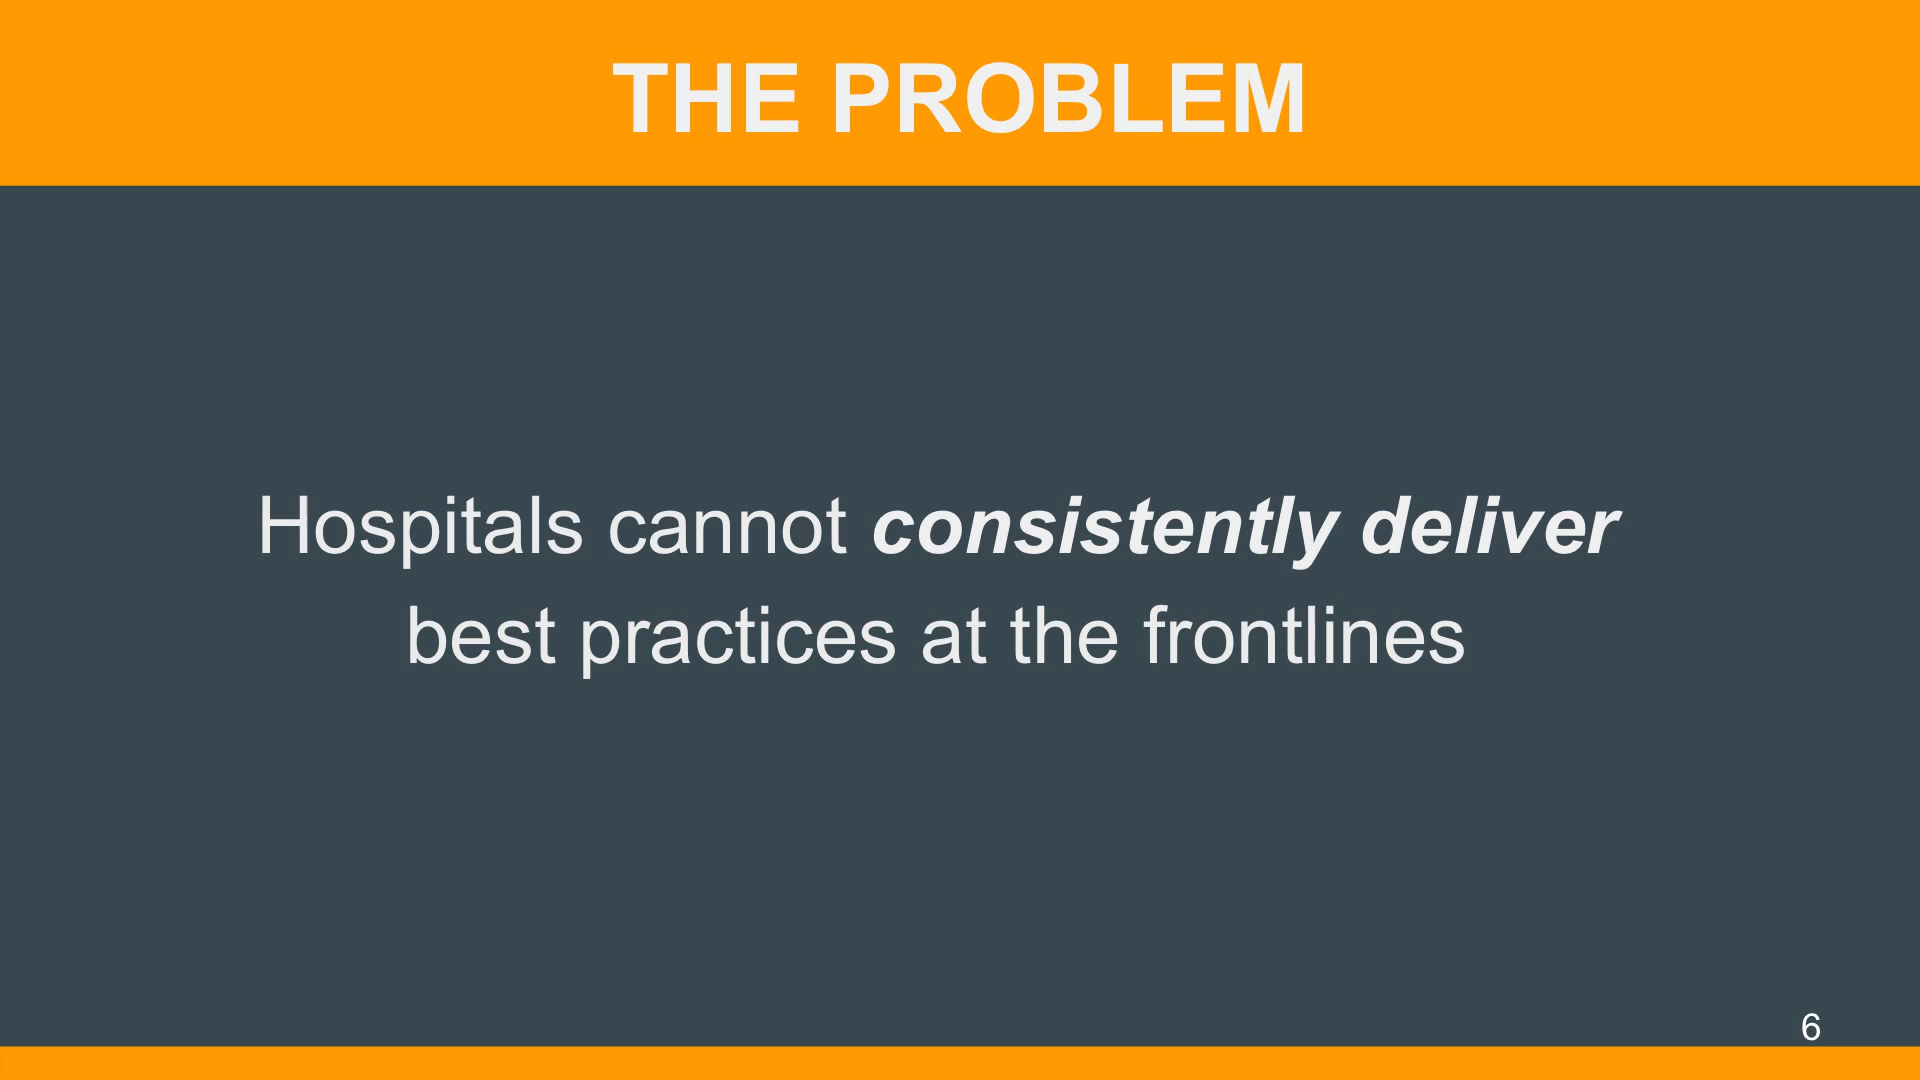 THE PROBLEM
Hospitals cannot consistently deliver
best practices at the frontlines
6